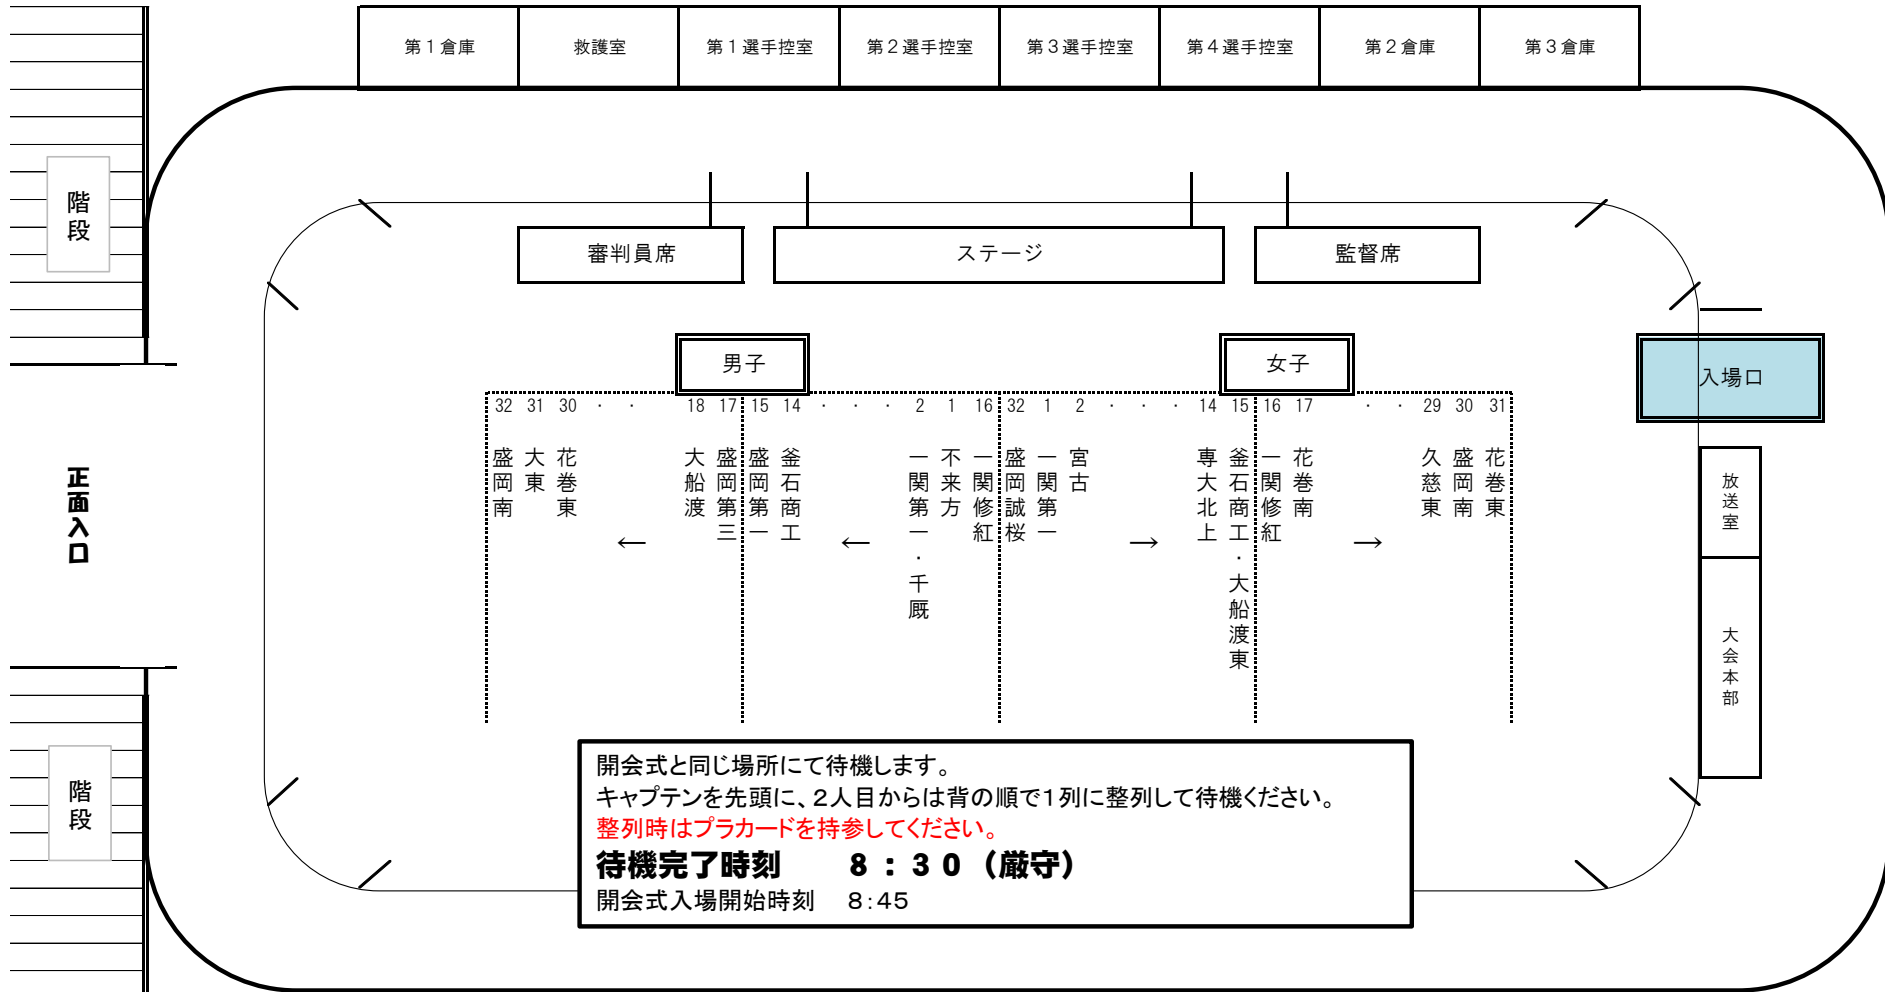 第１倉庫
救護室
第１選手控室
第２選手控室
第３選手控室
第４選手控室
第２倉庫
第３倉庫
階段
審判員席
ステージ
監督席
男子
女子
入場口
32 31 30 ・ ・ 18 17 15 14 ・ ・ ・ 2 1 16 32 1 2 ・ ・ ・ 14 15 16 17 ・ ・ 29 30 31
盛岡南
大東
花巻東
←
大船渡
盛岡第三
盛岡第一
釜石商工
←
一関第一・千厩
不来方
一関修紅
盛岡誠桜
一関第一
宮古
→
専大北上
釜石商工・大船渡東
一関修紅
花巻南
→
久慈東
盛岡南
花巻東
正面入口
放送室
大会本部
階段
開会式と同じ場所にて待機します。
キャプテンを先頭に、２人目からは背の順で１列に整列して待機ください。
整列時はプラカードを持参してください。
待機完了時刻　　８：３０（厳守）
開会式入場開始時刻　８：４５